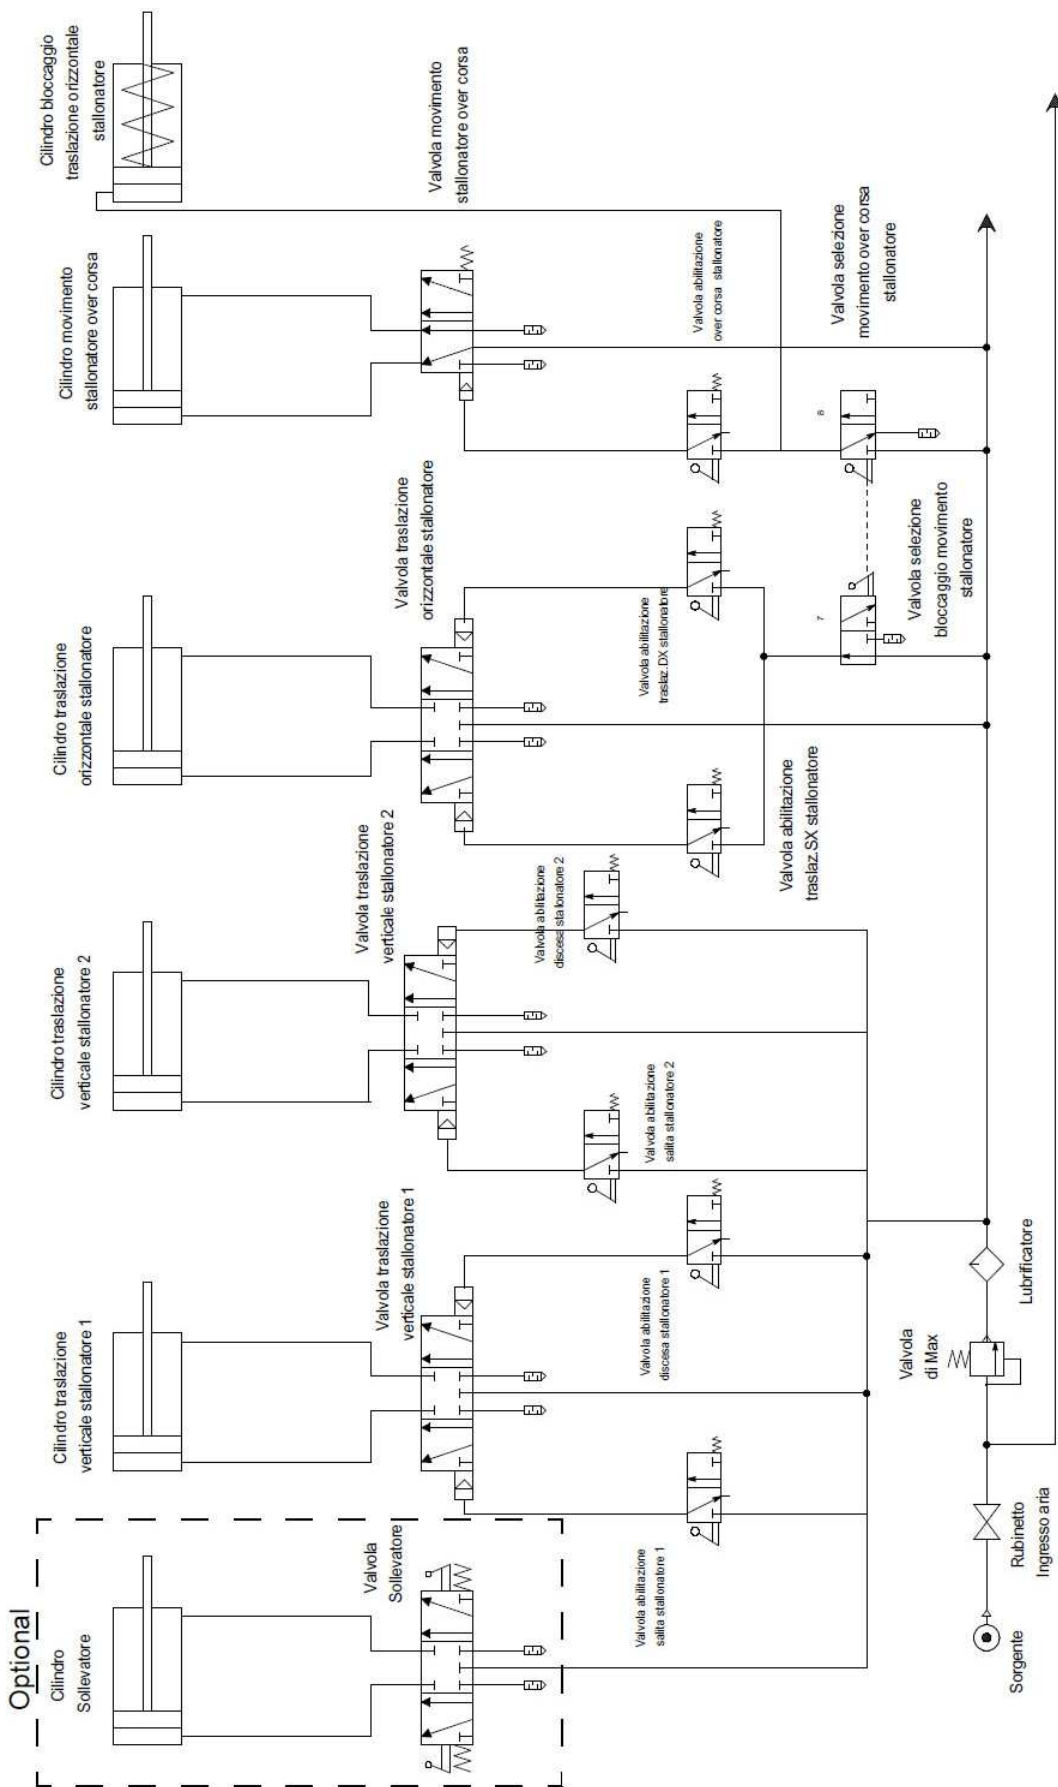 Optional
Cilindro
Sollevatore
Cilindro traslazione
verticale stallonatore 1
Cilindro traslazione
verticale stallonatore 2
Cilindro traslazione
orizzontale stallonatore
Cilindro movimento
stallonatore over corsa
Cilindro bloccaggio
traslazione orizzontale
stallonatore
Valvola
Sollevatore
Valvola traslazione
verticale stallonatore 1
Valvola traslazione
verticale stallonatore 2
Valvola traslazione
orizzontale stallonatore
Valvola movimento
stallonatore over corsa
Valvola abilitazione
salita stallonatore 1
Valvola abilitazione
discesa stallonatore 1
Valvola abilitazione
salita stallonatore 2
Valvola abilitazione
discesa stallonatore 2
Valvola abilitazione
traslaz.SX stallonatore
Valvola abilitazione
traslaz.DX stallonatore
Valvola abilitazione
over corsa stallonatore
7
8
Valvola selezione
bloccaggio movimento
stallonatore
Valvola selezione
movimento over corsa
stallonatore
Sorgente
Rubinetto
Ingresso aria
Valvola
di Max
Lubrificatore